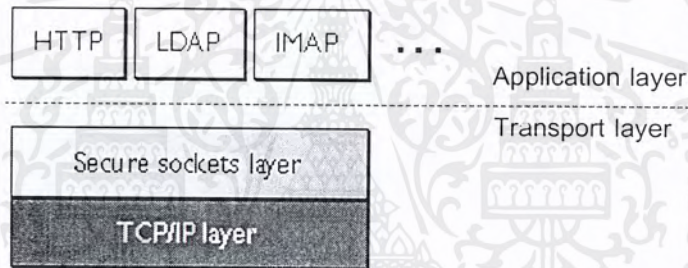 HTTP LDAP IMAP ...
Application layer
Transport layer
Secure sockets layer
TCP/IP layer